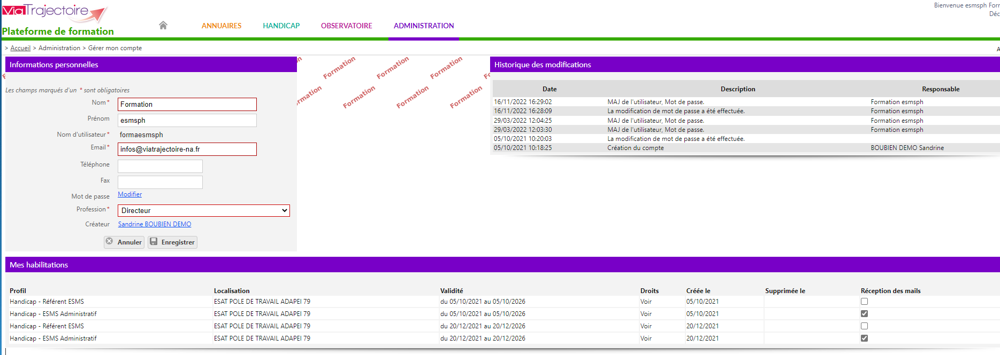 ViaTrajectoire
Plateforme de formation
ANNUAIRES HANDICAP OBSERVATOIRE ADMINISTRATION
Bienvenue esmsph Forr
Déc
> Accueil > Administration > Gérer mon compte
A
Informations personnelles
Les champs marqués d'un * sont obligatoires
Nom* Formation
Prénom esmsph
Nom d'utilisateur* formaesmsph
Email* infos@viatrajectoire-na.fr
Téléphone
Fax
Mot de passe Modifier
Profession* Directeur
Créateur Sandrine BOUBIEN DEMO
Annuler Enregistrer
Formation Formation Formation
Formation Formation Formation
Historique des modifications
Date Description Responsable
16/11/2022 16:29:02 MAJ de l'utilisateur, Mot de passe. Formation esmsph
16/11/2022 16:28:09 La modification de mot de passe a été effectuée. Formation esmsph
29/03/2022 12:04:25 MAJ de l'utilisateur, Mot de passe. Formation esmsph
29/03/2022 12:03:30 MAJ de l'utilisateur, Mot de passe. Formation esmsph
05/10/2021 10:20:03 La modification de mot de passe a été effectuée.
05/10/2021 10:18:25 Création du compte BOUBIEN DEMO Sandrine
Mes habilitations
Profil Localisation Validité Droits Créée le Supprimée le Réception des mails
Handicap - Référent ESMS ESAT POLE DE TRAVAIL ADAPEI 79 du 05/10/2021 au 05/10/2026 Voir 05/10/2021
Handicap - ESMS Administratif ESAT POLE DE TRAVAIL ADAPEI 79 du 05/10/2021 au 05/10/2026 Voir 05/10/2021
Handicap - Référent ESMS ESAT POLE DE TRAVAIL ADAPEI 79 du 20/12/2021 au 20/12/2026 Voir 20/12/2021
Handicap - ESMS Administratif ESAT POLE DE TRAVAIL ADAPEI 79 du 20/12/2021 au 20/12/2026 Voir 20/12/2021